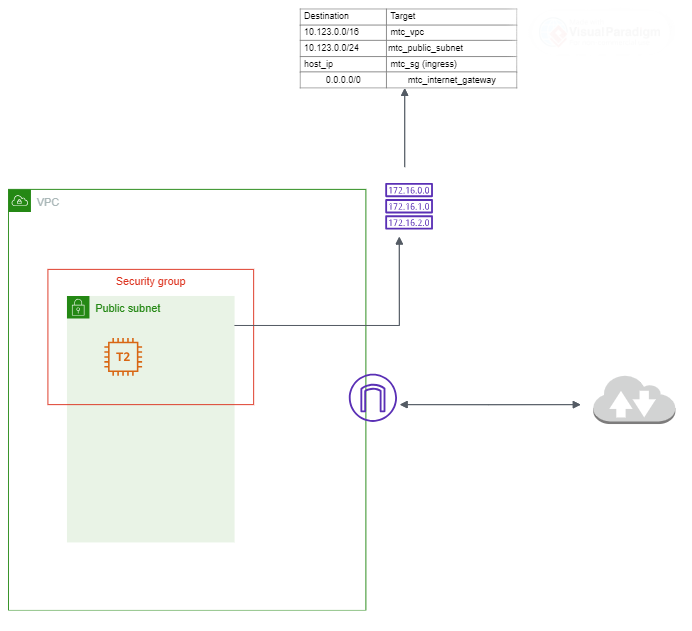 Destination Target
10.123.0.0/16 mtc_vpc
10.123.0.0/24 mtc_public_subnet
host_ip mtc_sg (ingress)
0.0.0.0/0 mtc_internet_gateway
VisualParadigm
172.16.0.0
172.16.1.0
172.16.2.0
VPC
Security group
Public subnet
T2